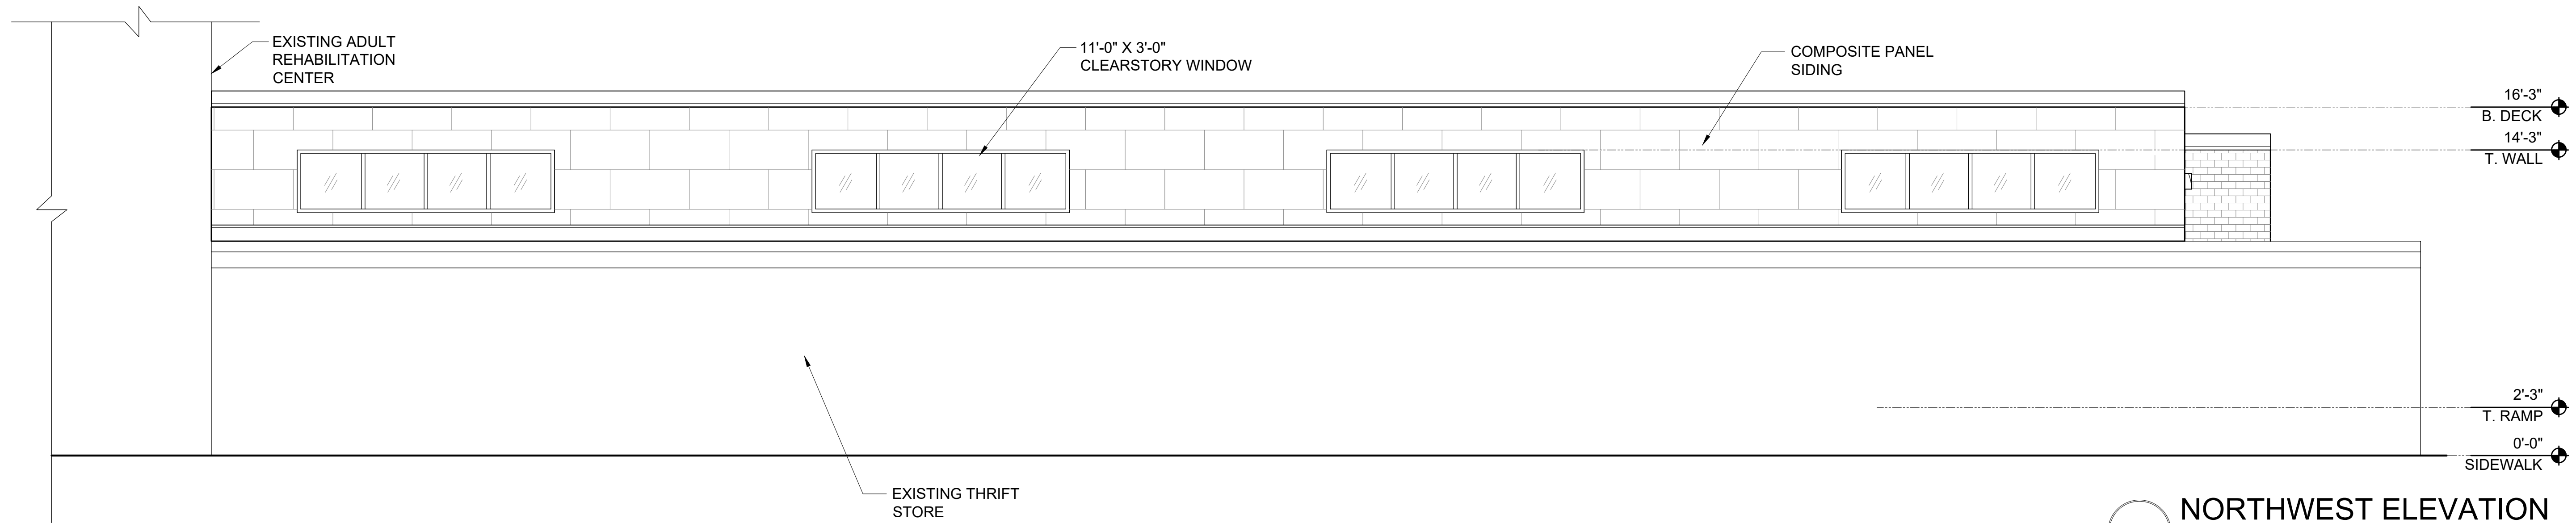 EXISTING ADULT
REHABILITATION
CENTER
11'-0" X 3'-0"
CLEARSTORY WINDOW
COMPOSITE PANEL
SIDING
16'-3"
B. DECK
14'-3"
T. WALL
2'-3"
T. RAMP
0'-0"
SIDEWALK
EXISTING THRIFT
STORE
NORTHWEST ELEVATION